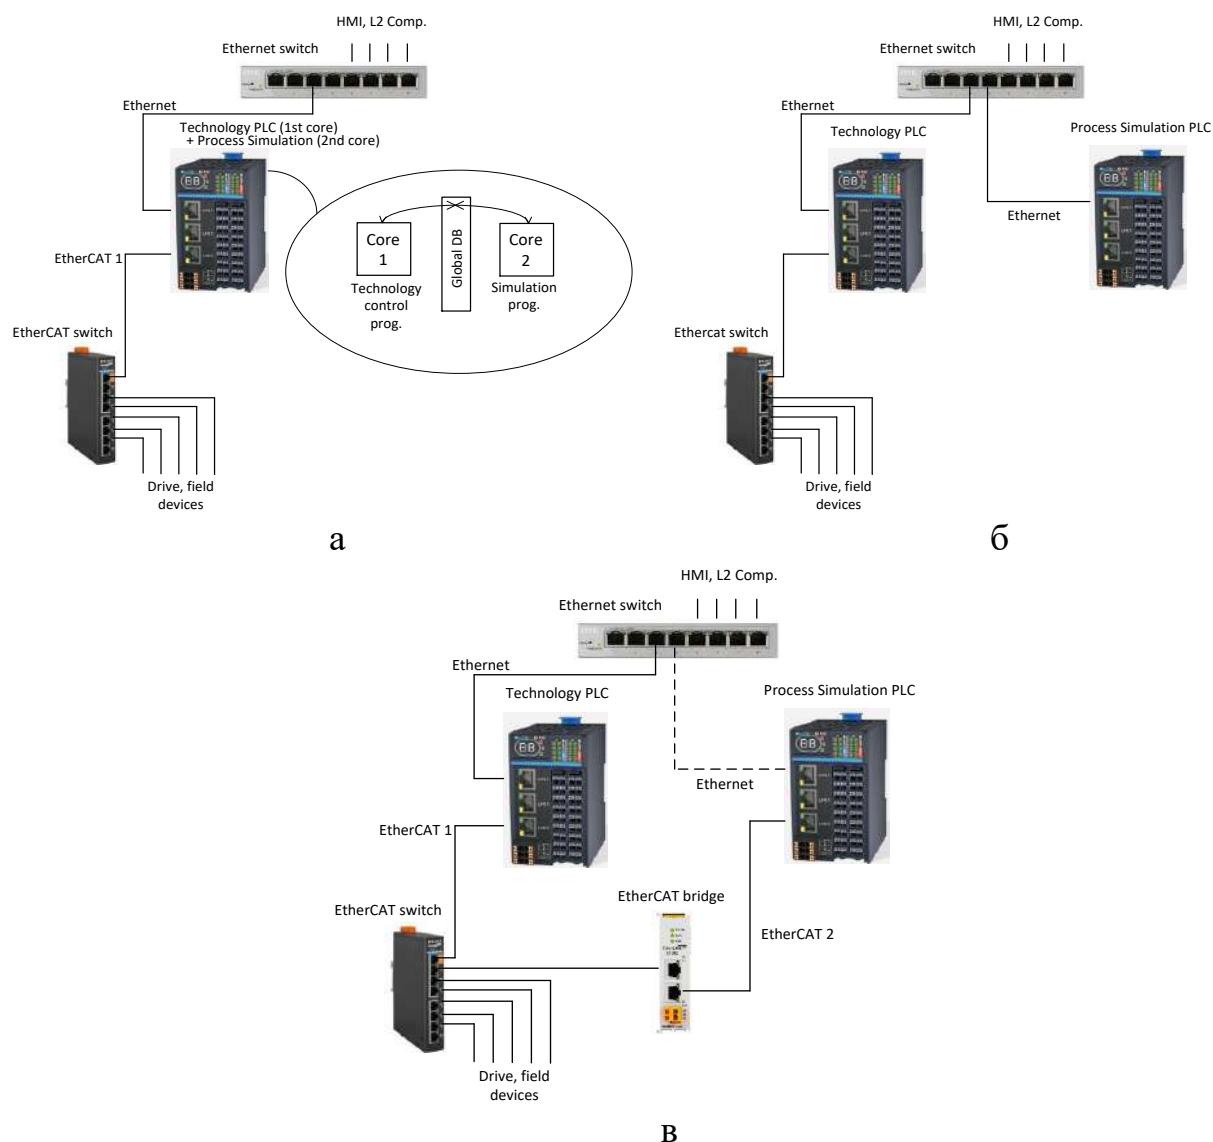 HMI, L2 Comp.
Ethernet switch
Ethernet
Technology PLC (1st core)
+ Process Simulation (2nd core)
EtherCAT 1
Core
1
Global DB
Core
2
Technology
control
prog.
Simulation
prog.
EtherCAT switch
Drive, field
devices
а
HMI, L2 Comp.
Ethernet switch
Ethernet
Technology PLC
Process Simulation PLC
Ethernet
Ethercat switch
Drive, field
devices
б
HMI, L2 Comp.
Ethernet switch
Ethernet
Technology PLC
Process Simulation PLC
Ethernet
EtherCAT 1
EtherCAT bridge
EtherCAT switch
EtherCAT 2
Drive, field
devices
в